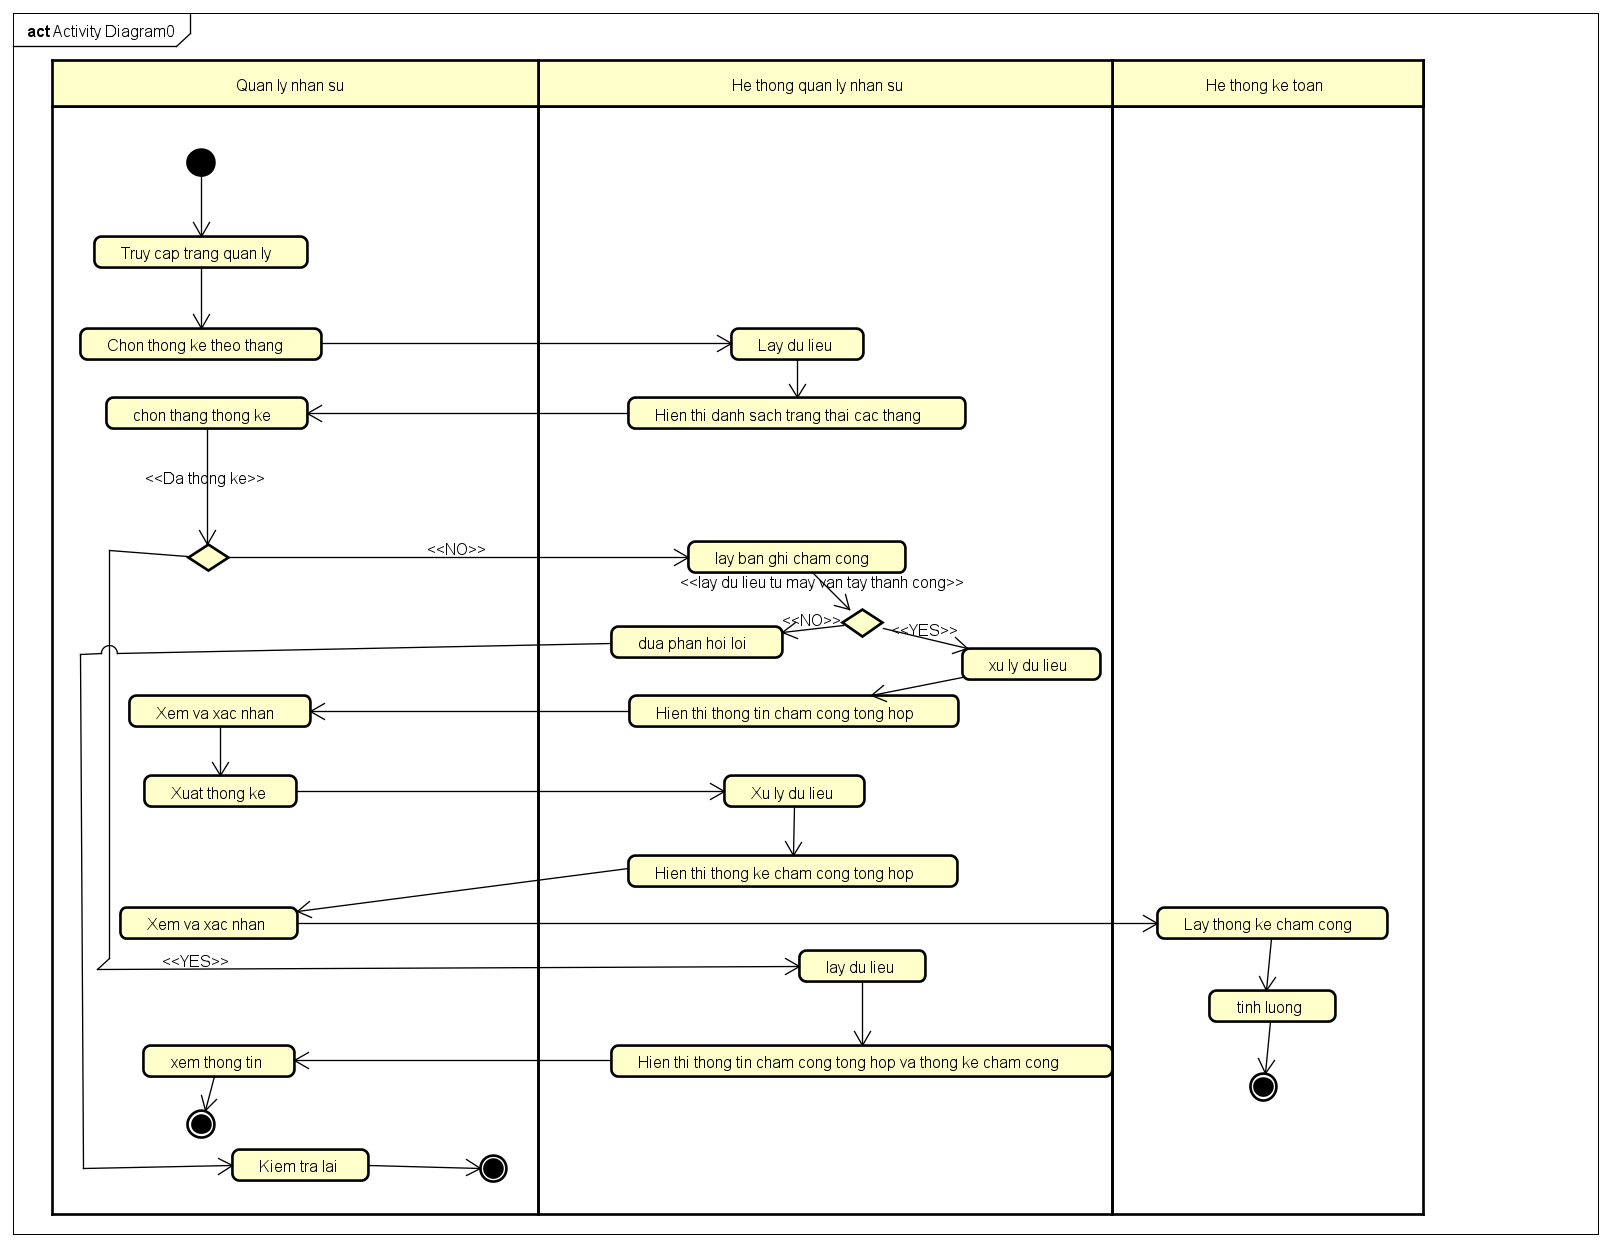 act Activity Diagram0
Quan ly nhan su
He thong quan ly nhan su
He thong ke toan
Truy cap trang quan ly
Chon thong ke theo thang
Lay du lieu
chon thang thong ke
Hien thi danh sach trang thai cac thang
<<Da thong ke>>
<<NO>>
lay ban ghi cham cong
<<lay du lieu tu may van tay thanh cong>>
<<NO>>
<<YES>>
dua phan hoi loi
xu ly du lieu
Xem va xac nhan
Hien thi thong tin cham cong tong hop
Xuat thong ke
Xu ly du lieu
Hien thi thong ke cham cong tong hop
Xem va xac nhan
Lay thong ke cham cong
<<YES>>
lay du lieu
tinh luong
xem thong tin
Hien thi thong tin cham cong tong hop va thong ke cham cong
Kiem tra lai